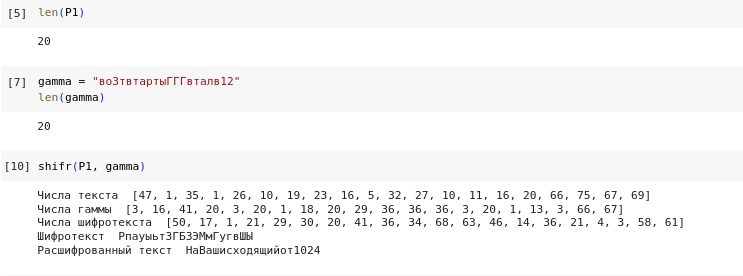 [5] len(P1)
20
[7] gamma = "воЗтвтартыГГГвталв12"
len(gamma)
20
[10] shifr(P1, gamma)
Числа текста [47, 1, 35, 1, 26, 10, 19, 23, 16, 5, 32, 27, 10, 11, 16, 20, 66, 75, 67, 69]
Числа гаммы [3, 16, 41, 20, 3, 20, 1, 18, 20, 29, 36, 36, 36, 3, 20, 1, 13, 3, 66, 67]
Числа шифротекста [50, 17, 1, 21, 29, 30, 20, 41, 36, 34, 68, 63, 46, 14, 36, 21, 4, 3, 58, 61]
Шифротекст РпауыьтЗГБ3ЭМмГугвШЫ
Расшифрованный текст НаВашисходящийот1024